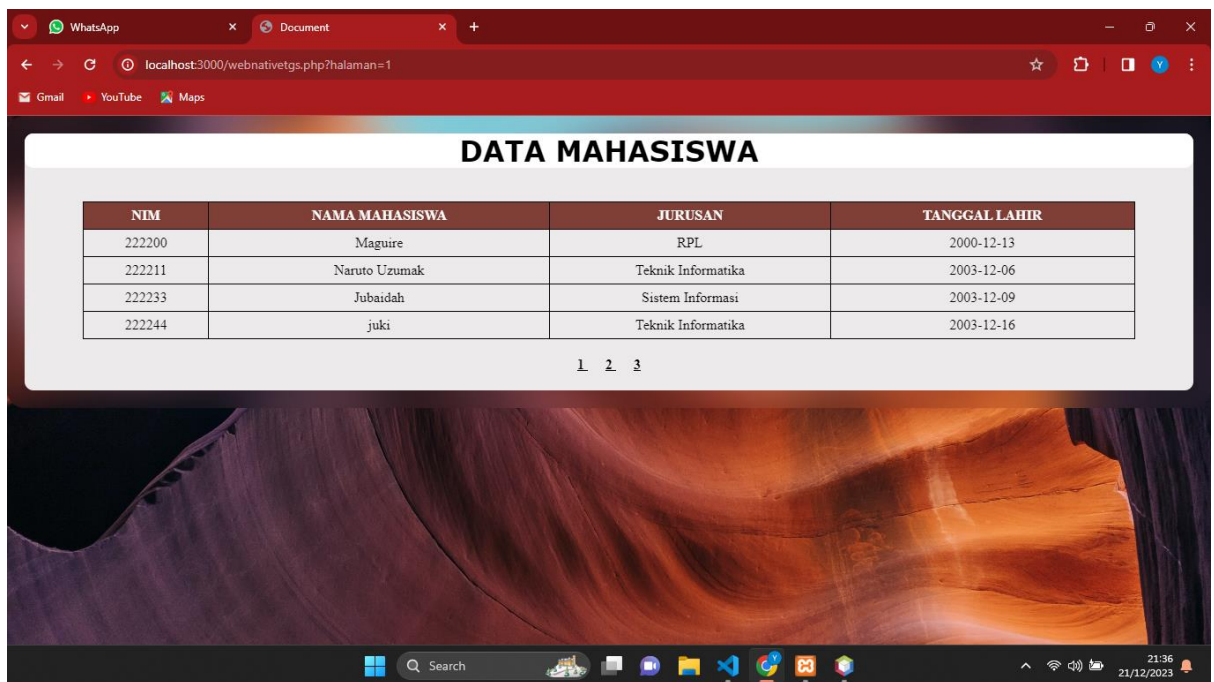 WhatsApp Document
localhost:3000/webnativetgs.php?halaman=1
Y
Gmail YouTube Maps
DATA MAHASISWA
NIM NAMA MAHASISWA JURUSAN TANGGAL LAHIR
222200 Maguire RPL 2000-12-13
222211 Naruto Uzumak Teknik Informatika 2003-12-06
222233 Jubaidah Sistem Informasi 2003-12-09
222244 juki Teknik Informatika 2003-12-16
1 2 3
Search
21:36
21/12/2023